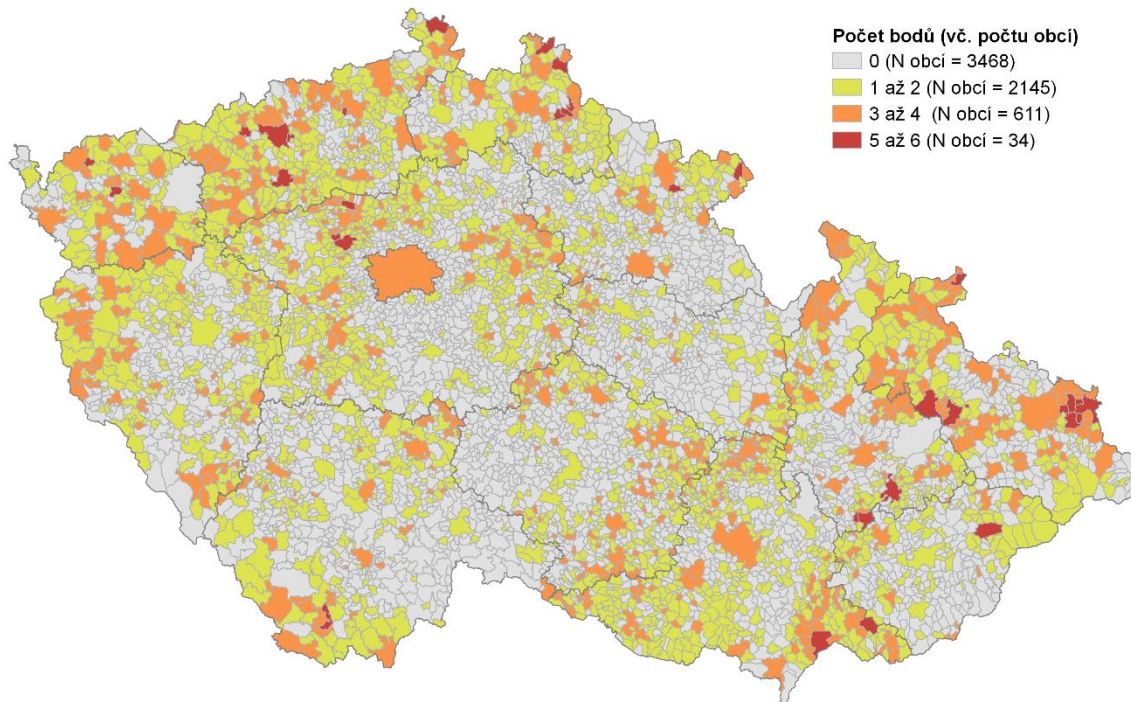 Počet bodů (vč. počtu obcí)
0 (N obcí = 3468)
1 až 2 (N obcí = 2145)
3 až 4 (N obcí = 611)
5 až 6 (N obcí = 34)